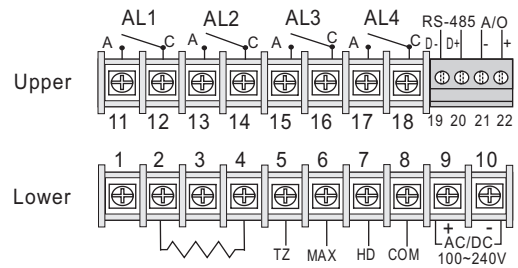 AL1 AL2 AL3 AL4 RS-485 A/O
A C A C A C A C D- D+ - +
Upper
11 12 13 14 15 16 17 18 19 20 21 22
1 2 3 4 5 6 7 8 9 10
Lower
+ -
TZ MAX HD COM AC/DC
100~240V